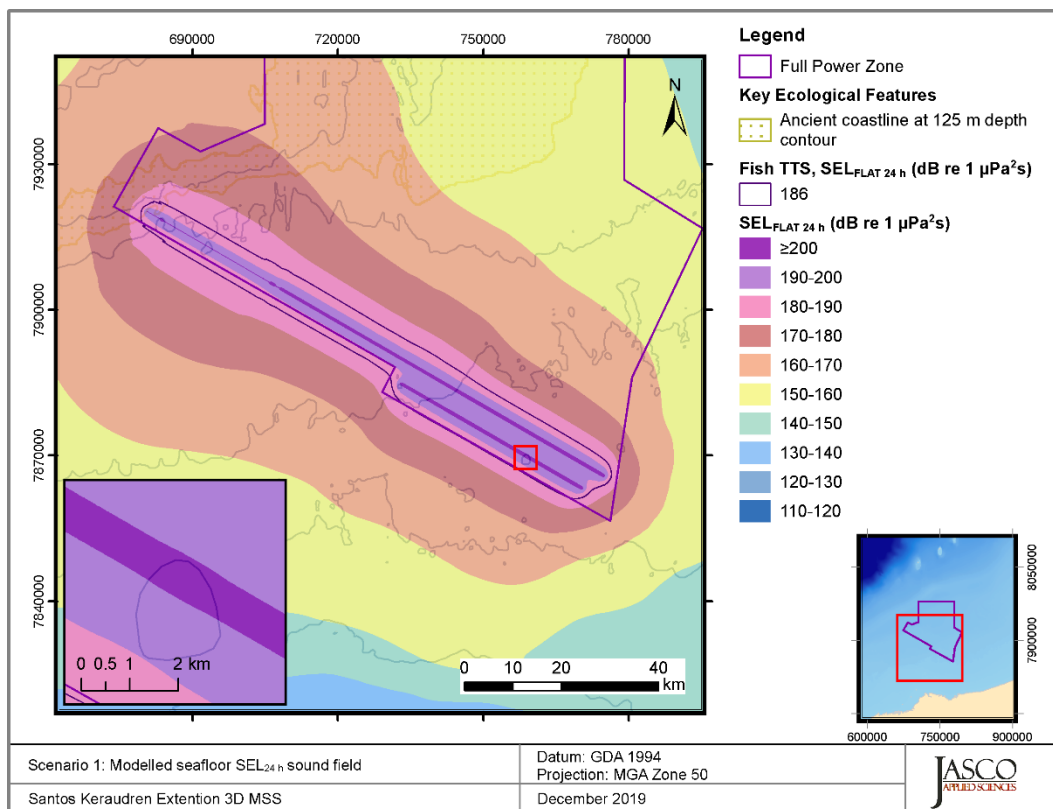 690000 720000 750000 780000
7930000
7900000
7870000
7840000
N
0 0.5 1 2 km
0 10 20 40
km
Legend
Full Power Zone
Key Ecological Features
Ancient coastline at 125 m depth
contour
Fish TTS, SELFLAT 24 h (dB re 1 µPa²s)
186
SELFLAT 24 h (dB re 1 µPa²s)
≥200
190-200
180-190
170-180
160-170
150-160
140-150
130-140
120-130
110-120
8050000
7900000
600000 750000 900000
Scenario 1: Modelled seafloor SEL24 h sound field
Santos Keraudren Extention 3D MSS
Datum: GDA 1994
Projection: MGA Zone 50
December 2019
JASCO
APPLIED SCIENCES